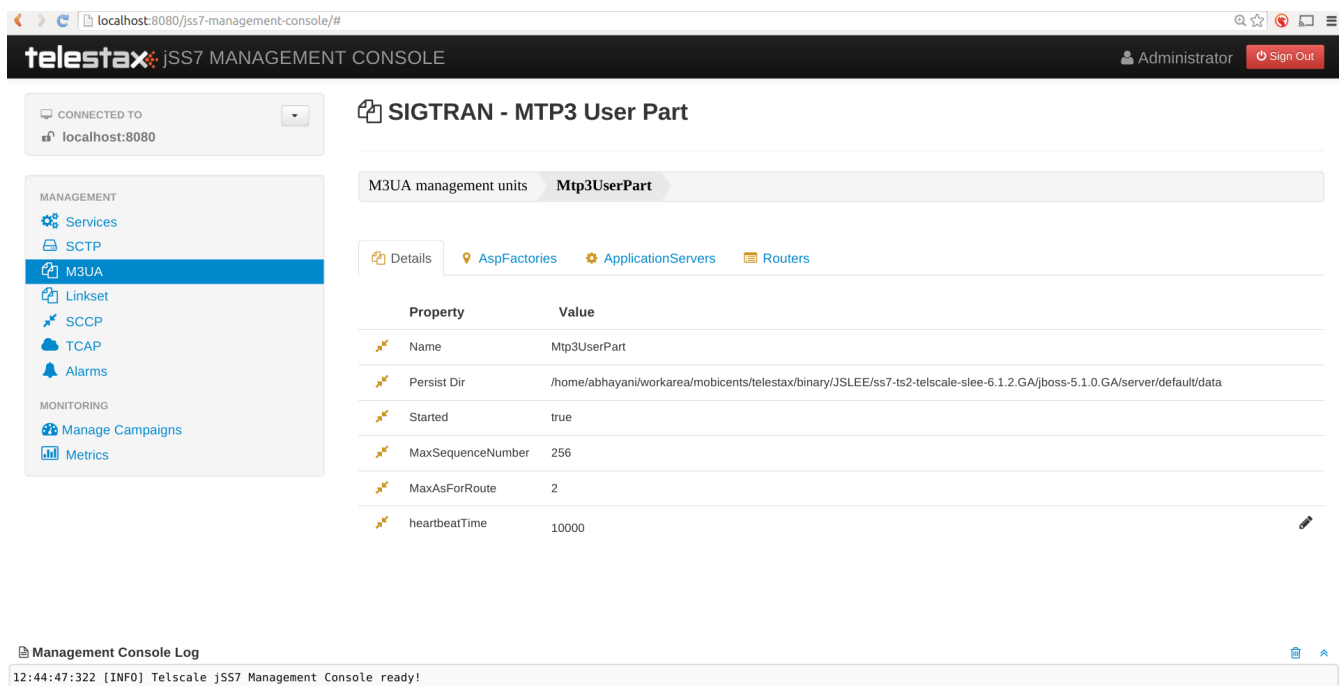 localhost:8080/jss7-management-console/#
telestax jSS7 MANAGEMENT CONSOLE
Administrator
Sign Out
CONNECTED TO
localhost:8080
SIGTRAN - MTP3 User Part
MANAGEMENT
Services
SCTP
M3UA
Linkset
SCCP
TCAP
Alarms
MONITORING
Manage Campaigns
Metrics
M3UA management units Mtp3UserPart
Details AspFactories ApplicationServers Routers
Property Value
Name Mtp3UserPart
Persist Dir /home/abhayani/workarea/mobicents/telestax/binary/JSLEE/ss7-ts2-telscale-slee-6.1.2.GA/jboss-5.1.0.GA/server/default/data
Started true
MaxSequenceNumber 256
MaxAsForRoute 2
heartbeatTime 10000
Management Console Log
12:44:47:322 [INFO] Telscale jSS7 Management Console ready!